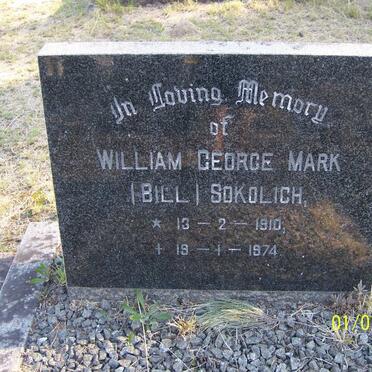 In Loving Memory
of
WILLIAM GEORGE MARK
(BILL) SOKOLICH,
* 13 - 2 - 1910,
+ 19 - 1 - 1974
01/0